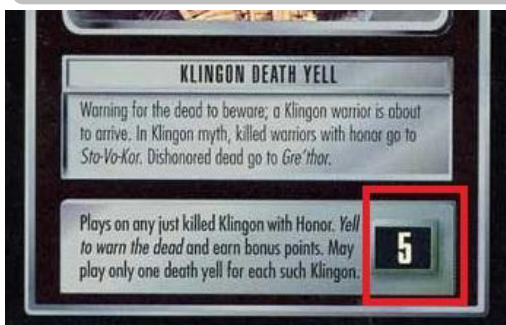 KLINGON DEATH YELL
Warning for the dead to beware; a Klingon warrior is about
to arrive. In Klingon myth, killed warriors with honor go to
Sto-Vo-Kor. Dishonored dead go to Gre'thor.
Plays on any just killed Klingon with Honor. Yell
to warn the dead and earn bonus points. May
play only one death yell for each such Klingon.
5